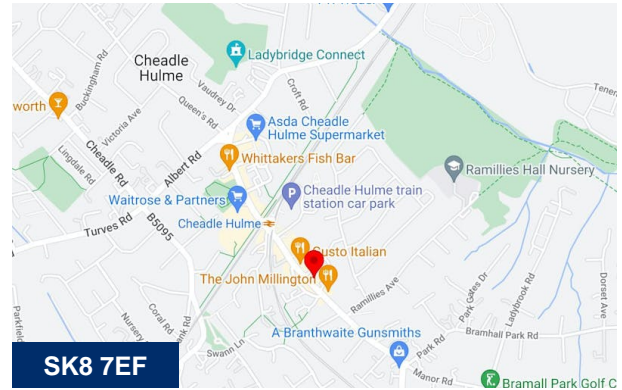 Cheadle
Hulme
Ladybridge Connect
Buckingham Rd
Victoria Ave
Vaudrey Dr
Queen's Rd
Croft Rd
worth
Lingdale Rd
Cheadle Rd
Albert Rd
Asda Cheadle
Hulme Supermarket
Whittakers Fish Bar
Waitrose & Partners
Cheadle Hulme train
station car park
Ramillies Hall Nursery
Turves Rd
B5095
Cheadle Hulme
Gusto Italian
The John Millington
Ramillies Ave
Coral Rd
Swann Ln
Park Gates Dr
Ladybrook Rd
Dorset Ave
Bramhall Park Rd
Park Rd
A Branthwaite Gunsmiths
Manor Rd
Bramall Park Golf C
SK8 7EF